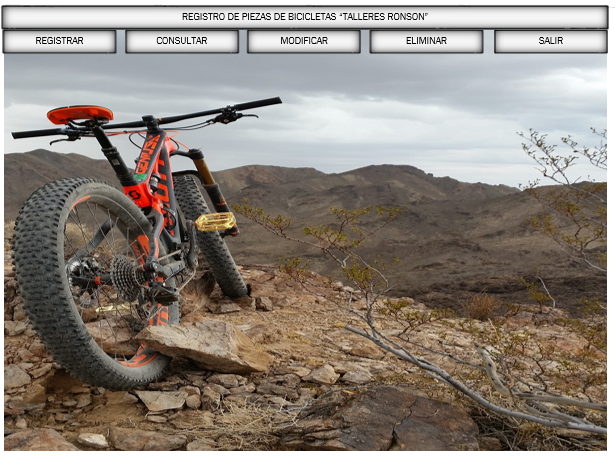 REGISTRO DE PIEZAS DE BICICLETAS “TALLERES RONSON”
REGISTRAR CONSULTAR MODIFICAR ELIMINAR SALIR